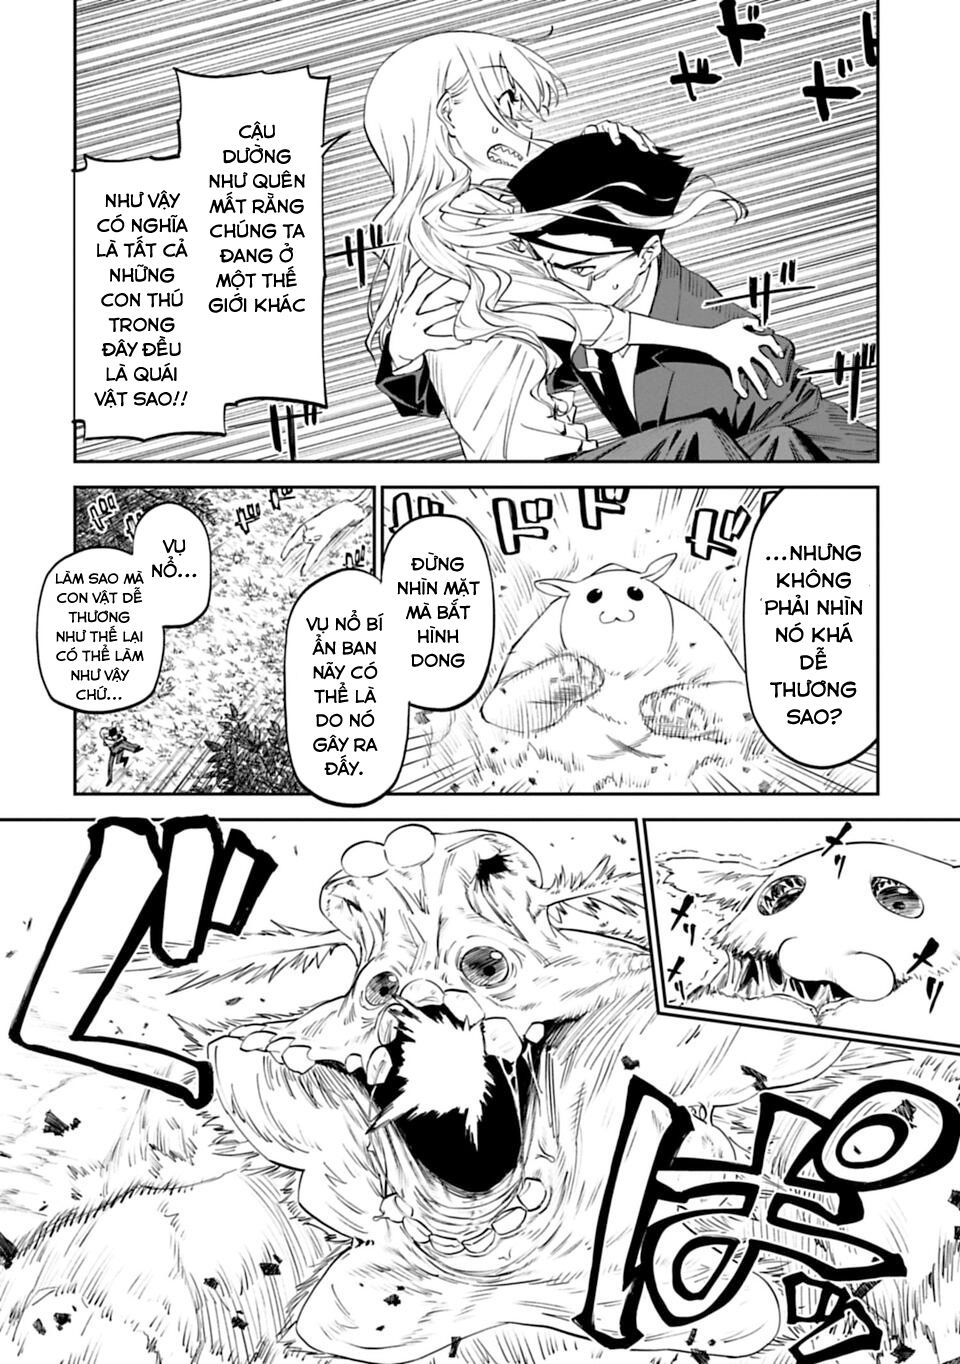 CẬU
DƯỜNG
NHƯ QUÊN
MẤT RẰNG
CHÚNG TA
ĐANG Ở
MỘT THẾ
GIỚI KHÁC
NHƯ VẬY
CÓ NGHĨA
LÀ TẤT CẢ
NHỮNG
CON THÚ
TRONG
ĐÂY ĐỀU
LÀ QUÁI
VẬT SAO!!
...NHƯNG
KHÔNG
PHẢI NHÌN
NÓ KHÁ
DỄ
THƯƠNG
SAO?
ĐỪNG
NHÌN MẶT
MÀ BẮT
HÌNH
DONG
VỤ NỔ BÍ
ẨN BAN
NÃY CÓ
THỂ LÀ
DO NÓ
GÂY RA
ĐẤY.
VỤ
NỔ...
LÀM SAO MÀ
CON VẬT DỄ
THƯƠNG
NHƯ THẾ LẠI
CÓ THỂ LÀM
NHƯ VẬY
CHỨ...